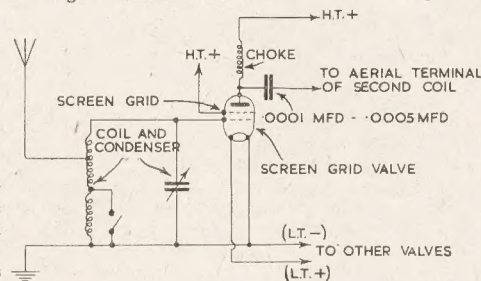 H.T.+
H.T.+
CHOKE
TO AERIAL TERMINAL
OF SECOND COIL
SCREEN GRID
·0001 MFD - ·0005 MFD
COIL AND
CONDENSER
SCREEN GRID VALVE
(L.T.-)
TO OTHER VALVES
(L.T.+)